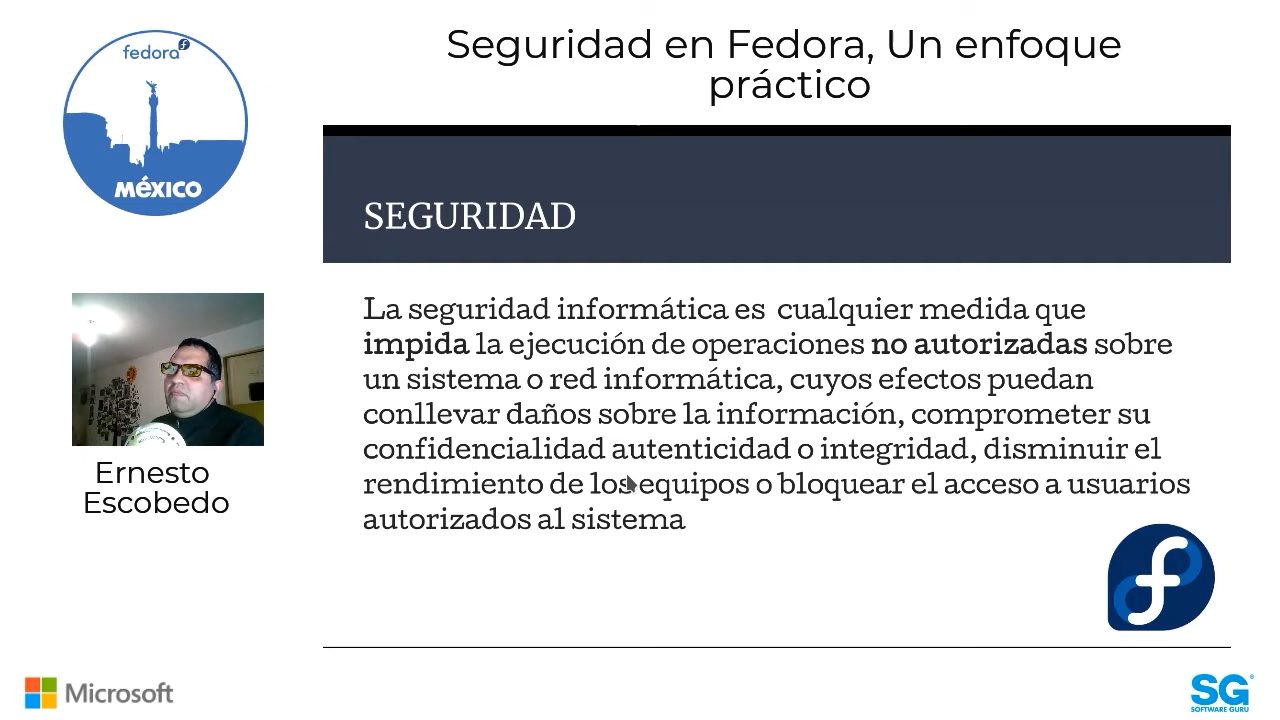 fedora
MÉXICO
Seguridad en Fedora, Un enfoque
práctico
SEGURIDAD
La seguridad informática es cualquier medida que
impida la ejecución de operaciones no autorizadas sobre
un sistema o red informática, cuyos efectos puedan
conllevar daños sobre la información, comprometer su
confidencialidad autenticidad o integridad, disminuir el
rendimiento de los equipos o bloquear el acceso a usuarios
autorizados al sistema
Ernesto
Escobedo
Microsoft
SG
SOFTWARE GURU